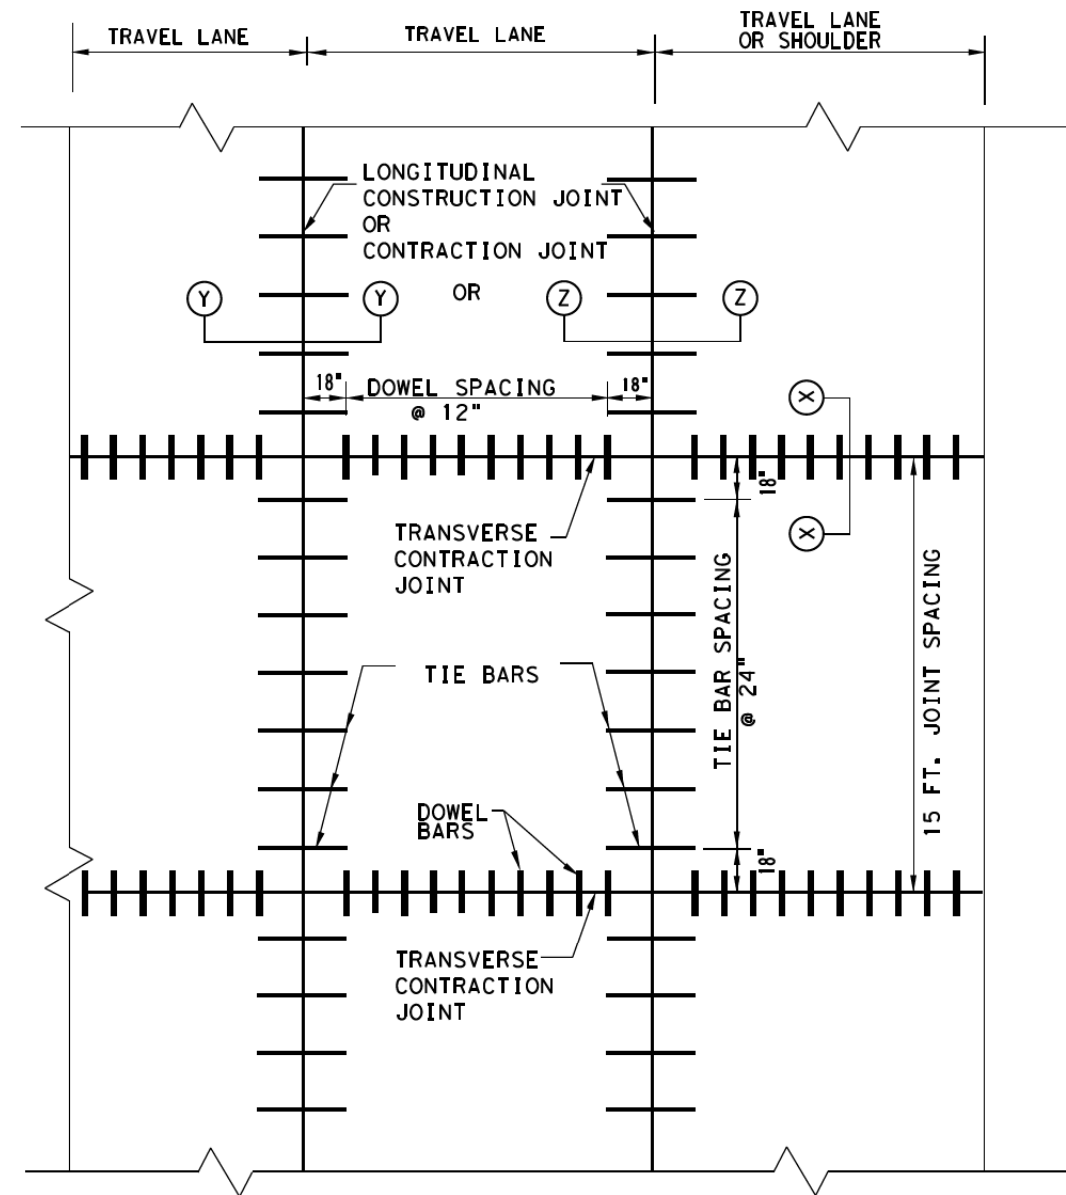 TRAVEL LANE
TRAVEL LANE
TRAVEL LANE
OR SHOULDER
LONGITUDINAL
CONSTRUCTION JOINT
OR
CONTRACTION JOINT
OR
Y
Y
Z
Z
18"
DOWEL SPACING
@ 12"
18"
X
X
18"
TRANSVERSE
CONTRACTION
JOINT
TIE BAR SPACING
@ 24"
15 FT. JOINT SPACING
TIE BARS
DOWEL
BARS
18"
TRANSVERSE
CONTRACTION
JOINT